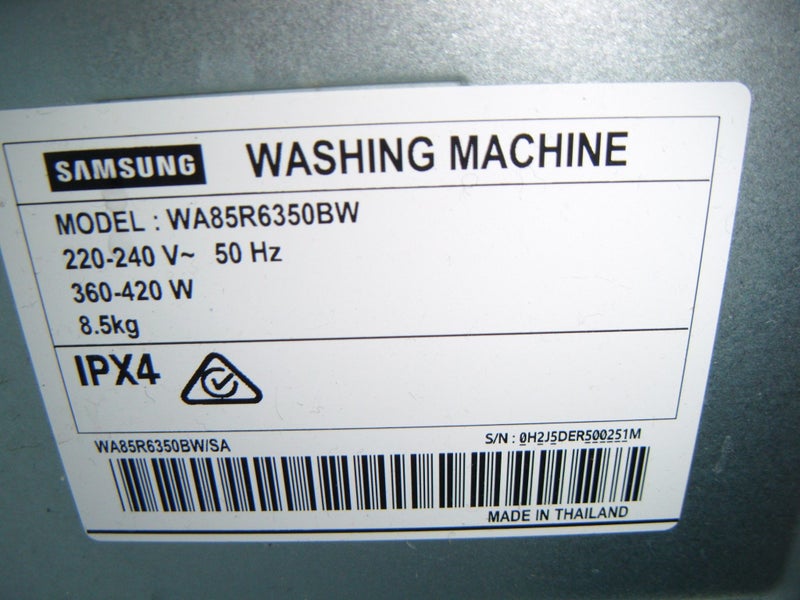 SAMSUNG WASHING MACHINE
MODEL : WA85R6350BW
220-240 V~ 50 Hz
360-420 W
8.5kg
IPX4
WA85R6350BW/SA S/N : 0H2J5DER500251M
MADE IN THAILAND